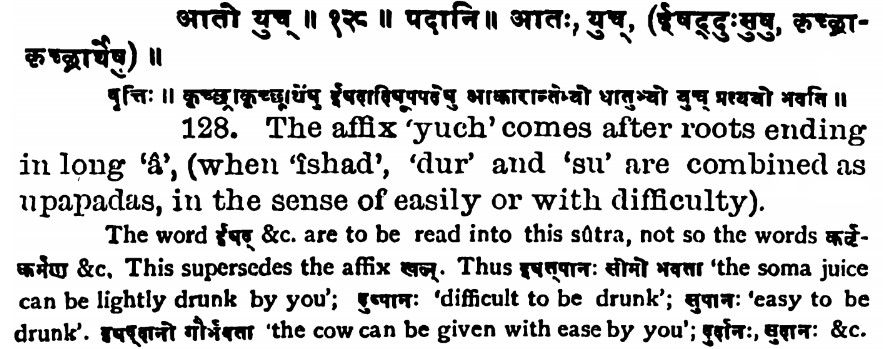 आतो युच् ॥ १२८ ॥ पदानि ॥ आतः, युच्, (ईषद्दुःसुषु, कृच्छ्रा-
कृच्छ्रार्थेषु) ॥
वृत्तिः ॥ कृच्छ्राकृच्छ्रार्थेषु ईषदादिषूपपदेषु आकारान्तेभ्यो धातुभ्यो युच् प्रत्ययो भवति ॥
128. The affix 'yuch' comes after roots ending
in long 'â', (when 'îshad', 'dur' and 'su' are combined as
upapadas, in the sense of easily or with difficulty).
The word ईषद् &c. are to be read into this sûtra, not so the words कर्तृ-
कर्मणः &c. This supersedes the affix खल्. Thus इषत्पानः सोमो भवता 'the soma juice
can be lightly drunk by you'; दुष्पानः 'difficult to be drunk'; सुपानः 'easy to be
drunk'. इषद्दानो गौर्भवता 'the cow can be given with ease by you'; दुर्दानः, सुदानः &c.